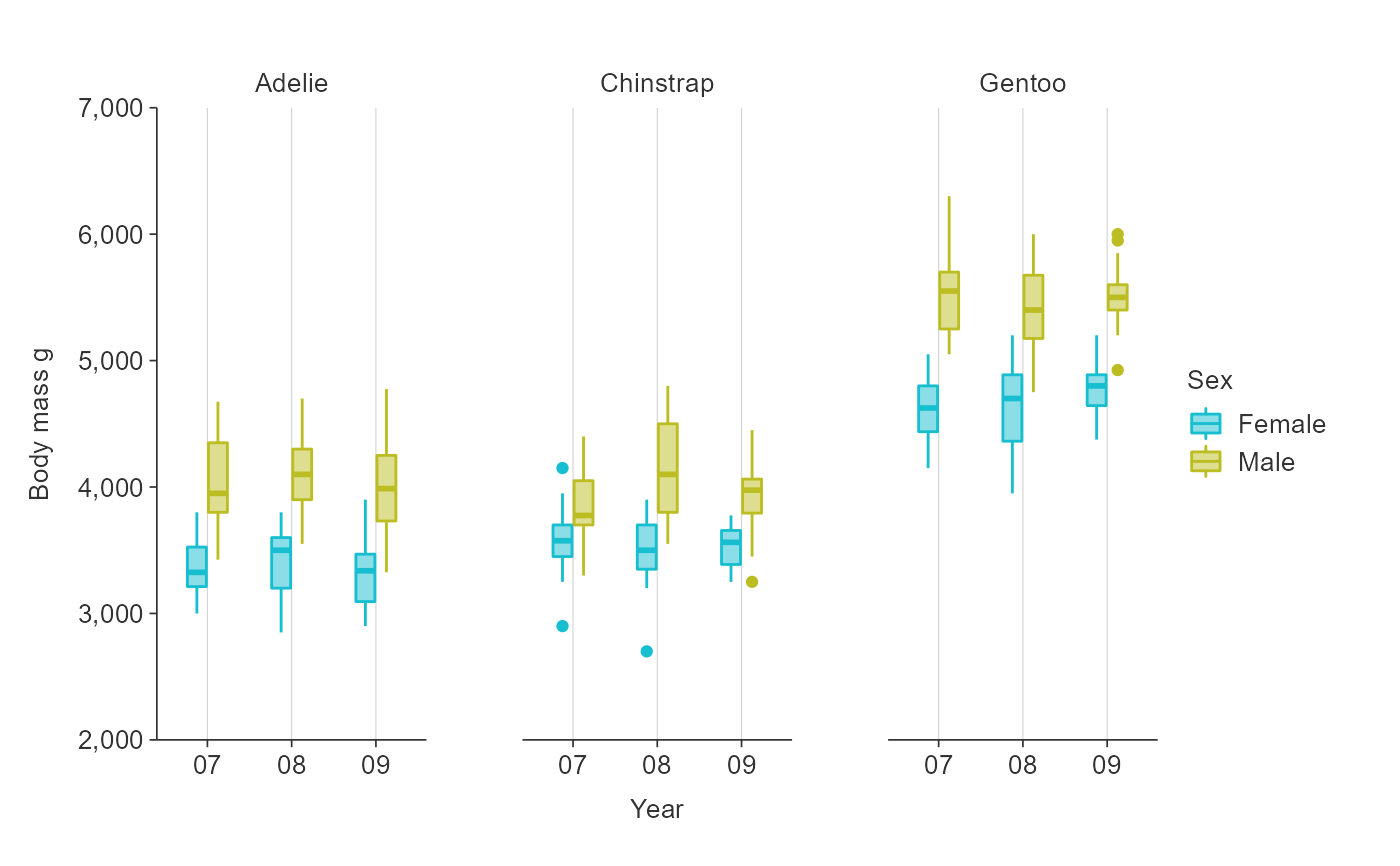 Adelie
Chinstrap
Gentoo
7,000
6,000
5,000
4,000
3,000
2,000
Body mass g
07 08 09
07 08 09
07 08 09
Year
Sex
Female
Male